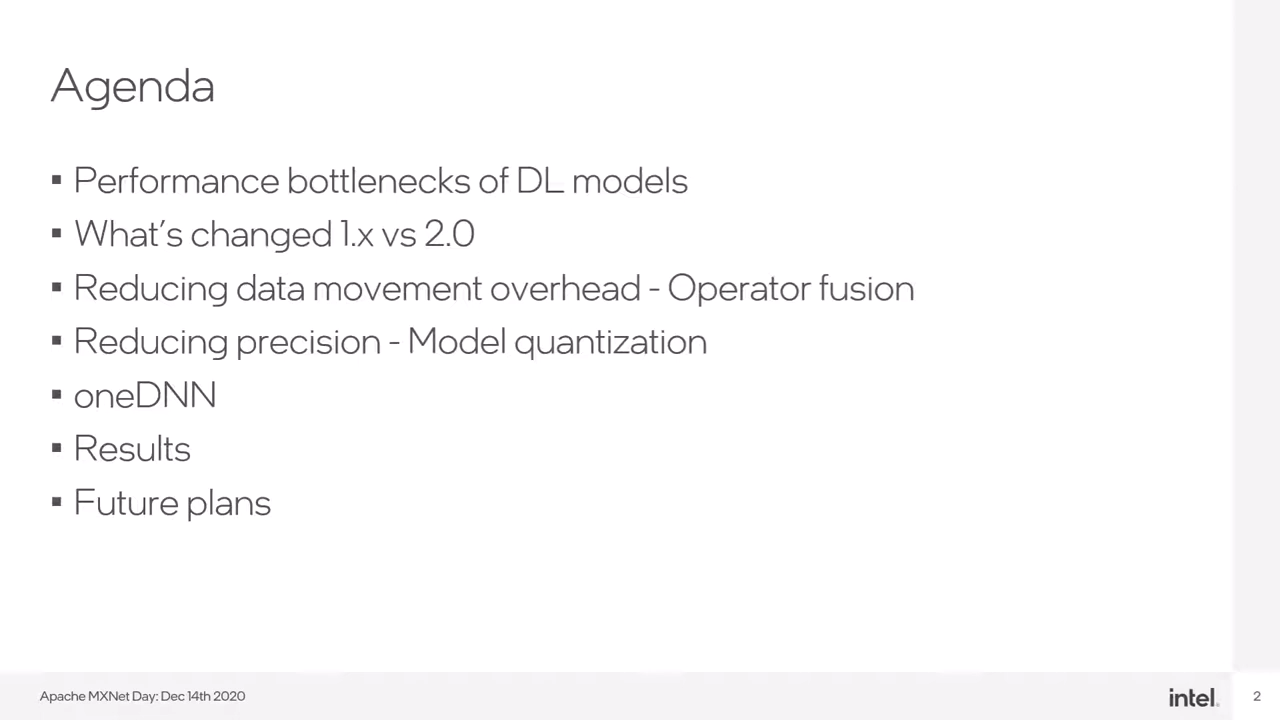 Agenda
▪ Performance bottlenecks of DL models
▪ What’s changed 1.x vs 2.0
▪ Reducing data movement overhead - Operator fusion
▪ Reducing precision - Model quantization
▪ oneDNN
▪ Results
▪ Future plans
Apache MXNet Day: Dec 14th 2020
intel.
2